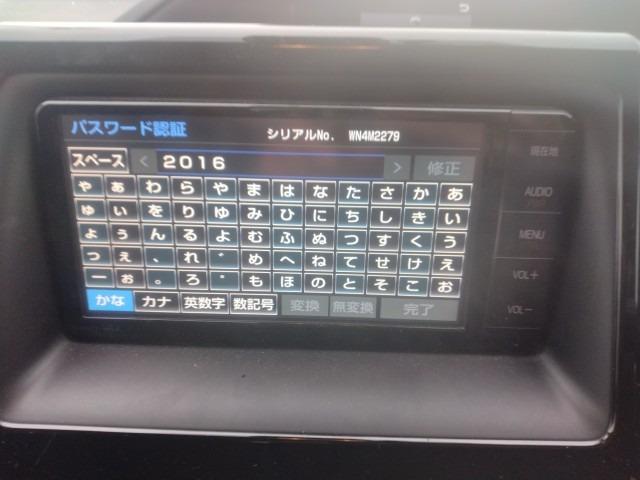 パスワード認証 シリアルNo. WN4M2279
スペース < 2016 > 修正
ゃ ぁ わ ら や ま は な た さ か あ
ゅ ぃ を り ゆ み ひ に ち し き い
ょ ぅ ん る よ む ふ ぬ つ す く う
っ ぇ 、 れ ゛ め へ ね て せ け え
ー ぉ 。 ろ ゜ も ほ の と そ こ お
かな カナ 英数字 数記号 変換 無変換 完了
現在地
AUDIO
MENU
VOL+
VOL-